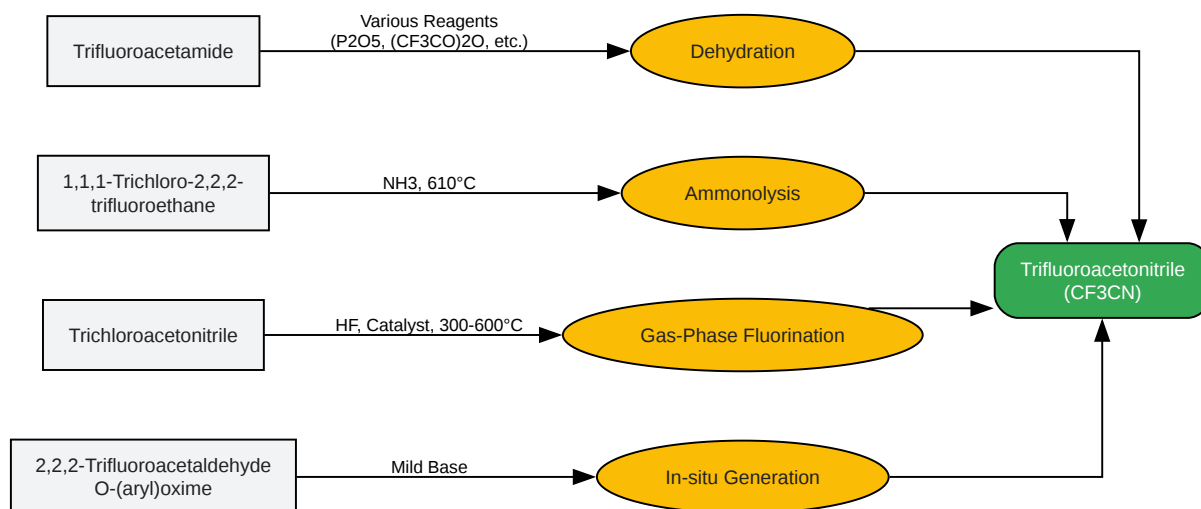 Various Reagents
(P2O5, (CF3CO)2O, etc.)
Trifluoroacetamide
Dehydration
1,1,1-Trichloro-2,2,2-
trifluoroethane
NH3, 610°C
Ammonolysis
Trifluoroacetonitrile
(CF3CN)
Trichloroacetonitrile
HF, Catalyst, 300-600°C
Gas-Phase Fluorination
2,2,2-Trifluoroacetaldehyde
O-(aryl)oxime
Mild Base
In-situ Generation